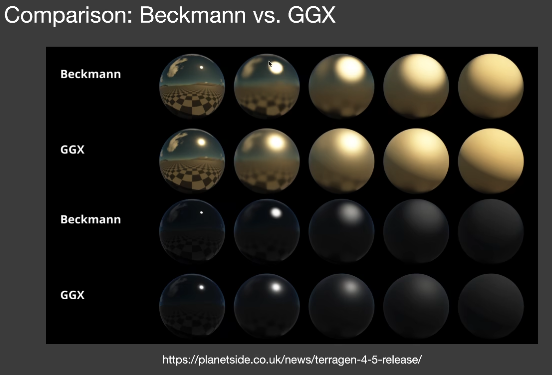 Comparison: Beckmann vs. GGX
Beckmann
GGX
Beckmann
GGX
https://planetside.co.uk/news/terragen-4-5-release/